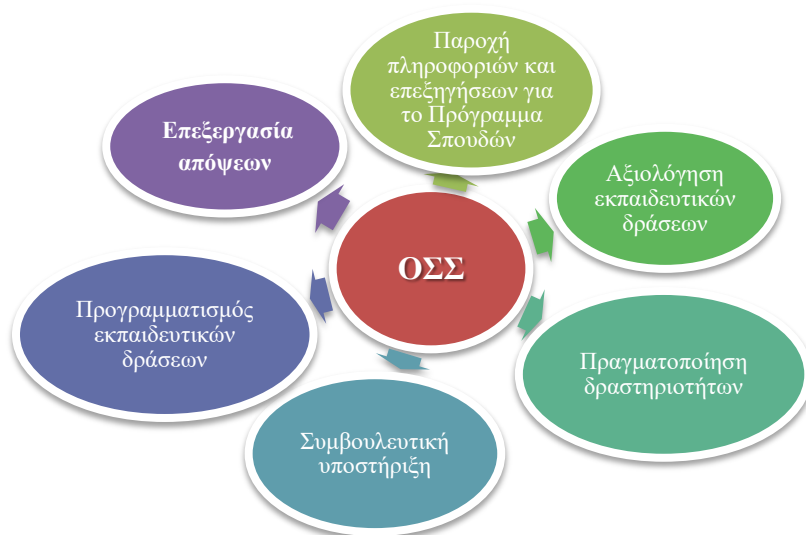 Παροχή
πληροφοριών και
επεξηγήσεων για
το Πρόγραμμα
Σπουδών
Αξιολόγηση
εκπαιδευτικών
δράσεων
Πραγματοποίηση
δραστηριοτήτων
Συμβουλευτική
υποστήριξη
Προγραμματισμός
εκπαιδευτικών
δράσεων
Επεξεργασία
απόψεων
ΟΣΣ